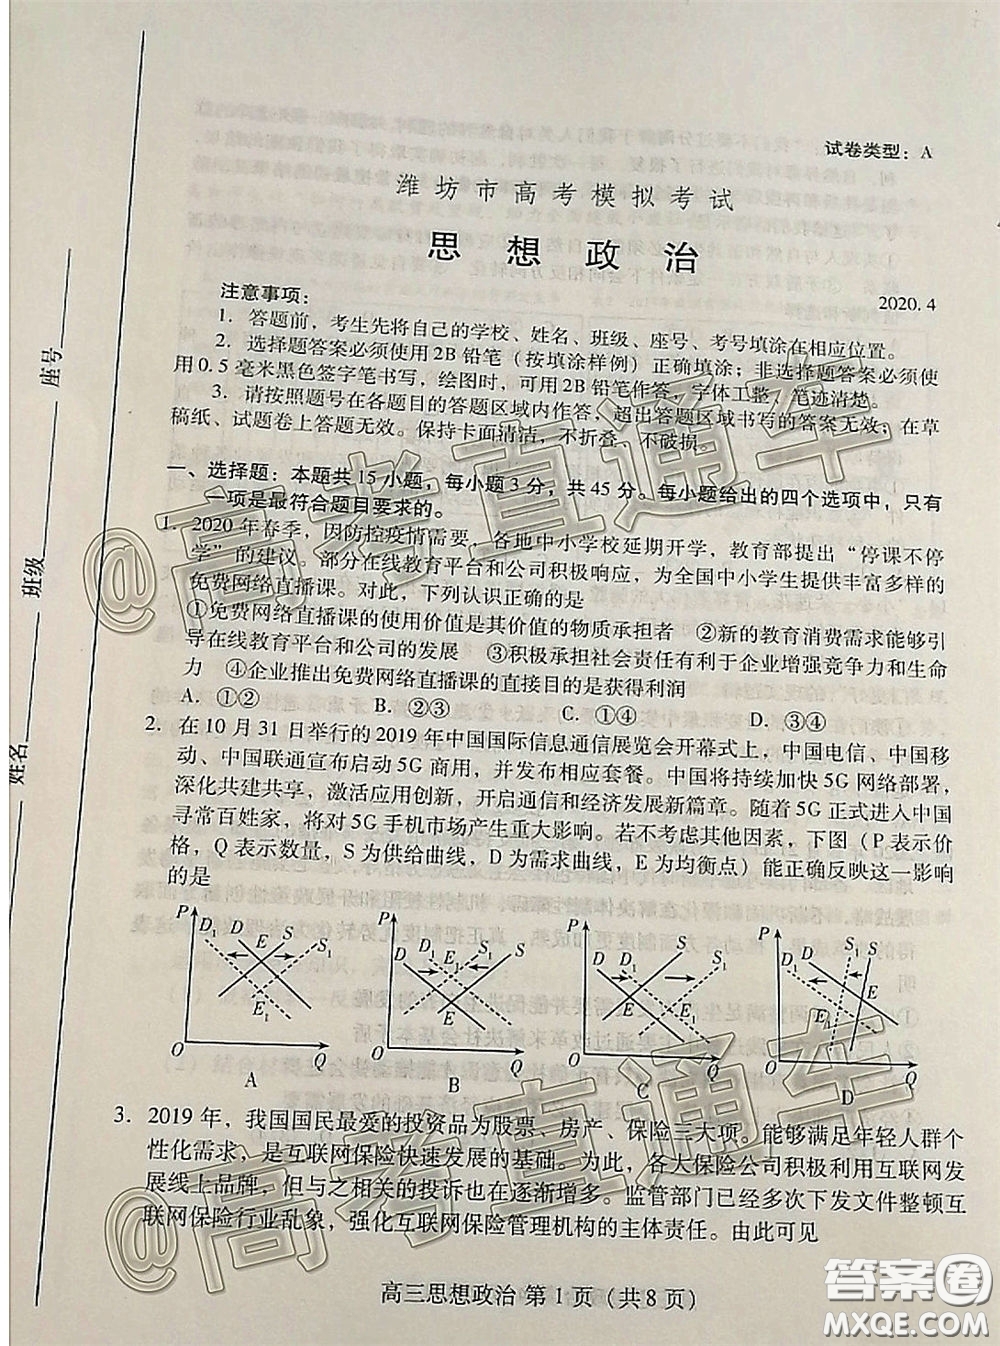 试卷类型：A
潍坊市高考模拟考试
思想政治
2020.4
注意事项：
1. 答题前，考生先将自己的学校、姓名、班级、座号、考号填涂在相应位置。
2. 选择题答案必须使用2B铅笔（按填涂样例）正确填涂；非选择题答案必须使
用0.5毫米黑色签字笔书写，绘图时，可用2B铅笔作答，字体工整、笔迹清楚。
3. 请按照题号在各题目的答题区域内作答，超出答题区域书写的答案无效；在草
稿纸、试题卷上答题无效。保持卡面清洁，不折叠、不破损。
一、选择题：本题共15小题，每小题3分，共45分。每小题给出的四个选项中，只有
一项是最符合题目要求的。
1. 2020年春季，因防控疫情需要，各地中小学校延期开学，教育部提出“停课不停
学”的建议。部分在线教育平台和公司积极响应，为全国中小学生提供丰富多样的
免费网络直播课。对此，下列认识正确的是
①免费网络直播课的使用价值是其价值的物质承担者 ②新的教育消费需求能够引
导在线教育平台和公司的发展 ③积极承担社会责任有利于企业增强竞争力和生命
力 ④企业推出免费网络直播课的直接目的是获得利润
A. ①② B. ②③ C. ①④ D. ③④
2. 在10月31日举行的2019年中国国际信息通信展览会开幕式上，中国电信、中国移
动、中国联通宣布启动5G商用，并发布相应套餐。中国将持续加快5G网络部署，
深化共建共享，激活应用创新，开启通信和经济发展新篇章。随着5G正式进入中国
寻常百姓家，将对5G手机市场产生重大影响。若不考虑其他因素，下图（P表示价
格，Q表示数量，S为供给曲线，D为需求曲线，E为均衡点）能正确反映这一影响
的是
P D₁ D E S S₁ E₁ O Q
P D D₁ E S₁ S E₁ O Q
P D D₁ E S S₁ E₁ O Q
P D D₁ S₁ S E E₁ O Q
A B C D
3. 2019年，我国国民最爱的投资品为股票、房产、保险三大项。能够满足年轻人群个
性化需求，是互联网保险快速发展的基础。为此，各大保险公司积极利用互联网发
展线上品牌，但与之相关的投诉也在逐渐增多。监管部门已经多次下发文件整顿互
联网保险行业乱象，强化互联网保险管理机构的主体责任。由此可见
高三思想政治 第1页（共8页）
姓名 班级 座号
@高考直通车
@高考直通车
答案圈
MXQE.COM